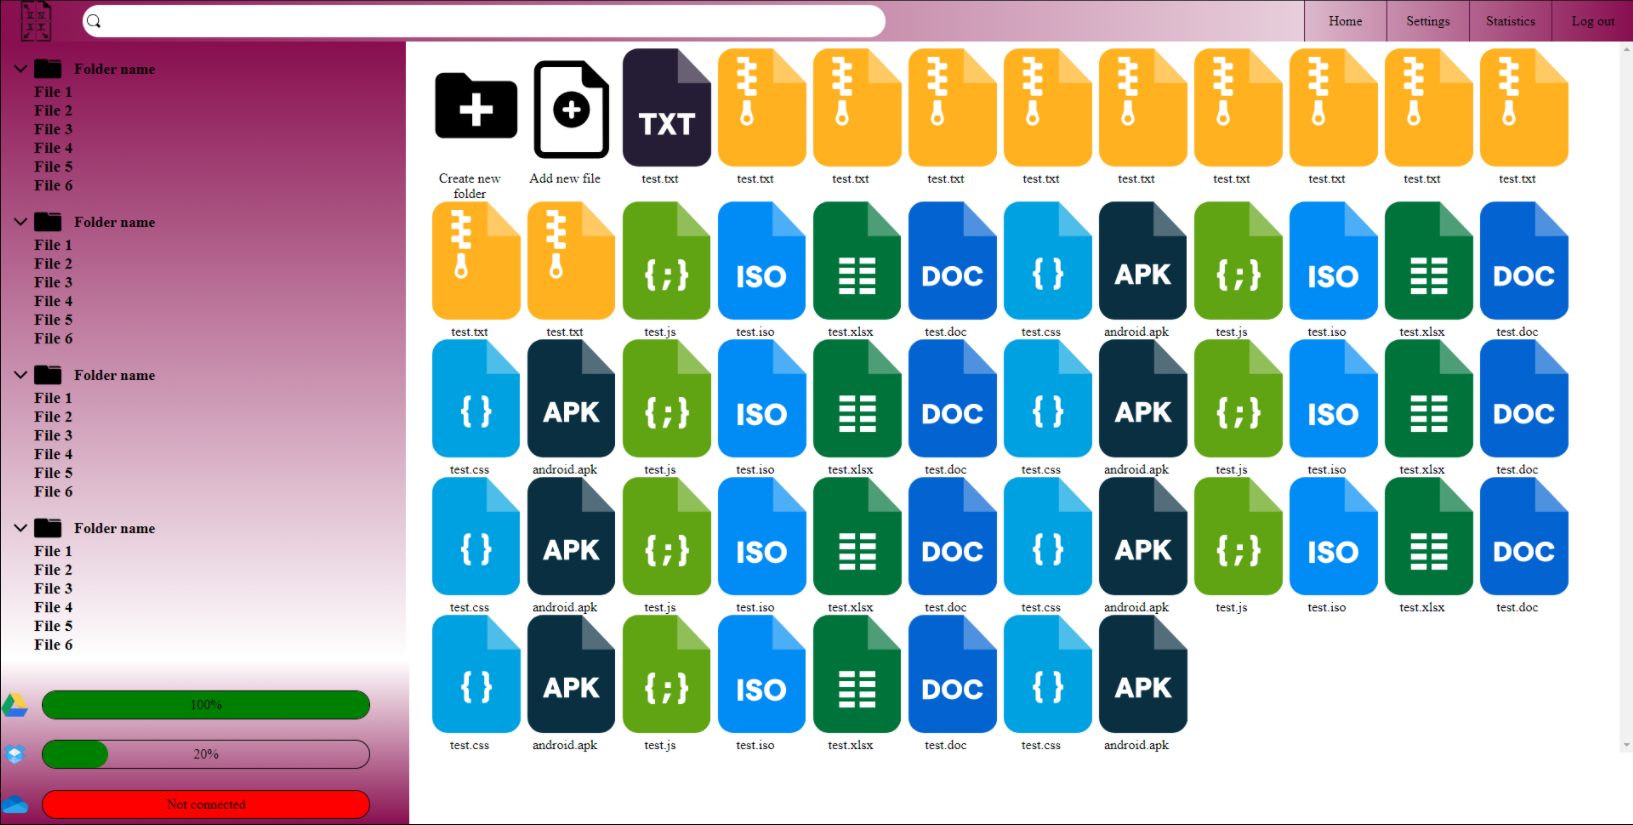 Home Settings Statistics Log out
Folder name
File 1
File 2
File 3
File 4
File 5
File 6
Folder name
File 1
File 2
File 3
File 4
File 5
File 6
Folder name
File 1
File 2
File 3
File 4
File 5
File 6
Folder name
File 1
File 2
File 3
File 4
File 5
File 6
100%
20%
Not connected
TXT
Create new Add new file test.txt test.txt test.txt test.txt test.txt test.txt test.txt test.txt test.txt test.txt
folder
{;} ISO DOC {} APK {;} ISO DOC
test.txt test.txt test.js test.iso test.xlsx test.doc test.css android.apk test.js test.iso test.xlsx test.doc
{} APK {;} ISO DOC {} APK {;} ISO DOC
test.css android.apk test.js test.iso test.xlsx test.doc test.css android.apk test.js test.iso test.xlsx test.doc
{} APK {;} ISO DOC {} APK {;} ISO DOC
test.css android.apk test.js test.iso test.xlsx test.doc test.css android.apk test.js test.iso test.xlsx test.doc
{} APK {;} ISO DOC {} APK
test.css android.apk test.js test.iso test.xlsx test.doc test.css android.apk